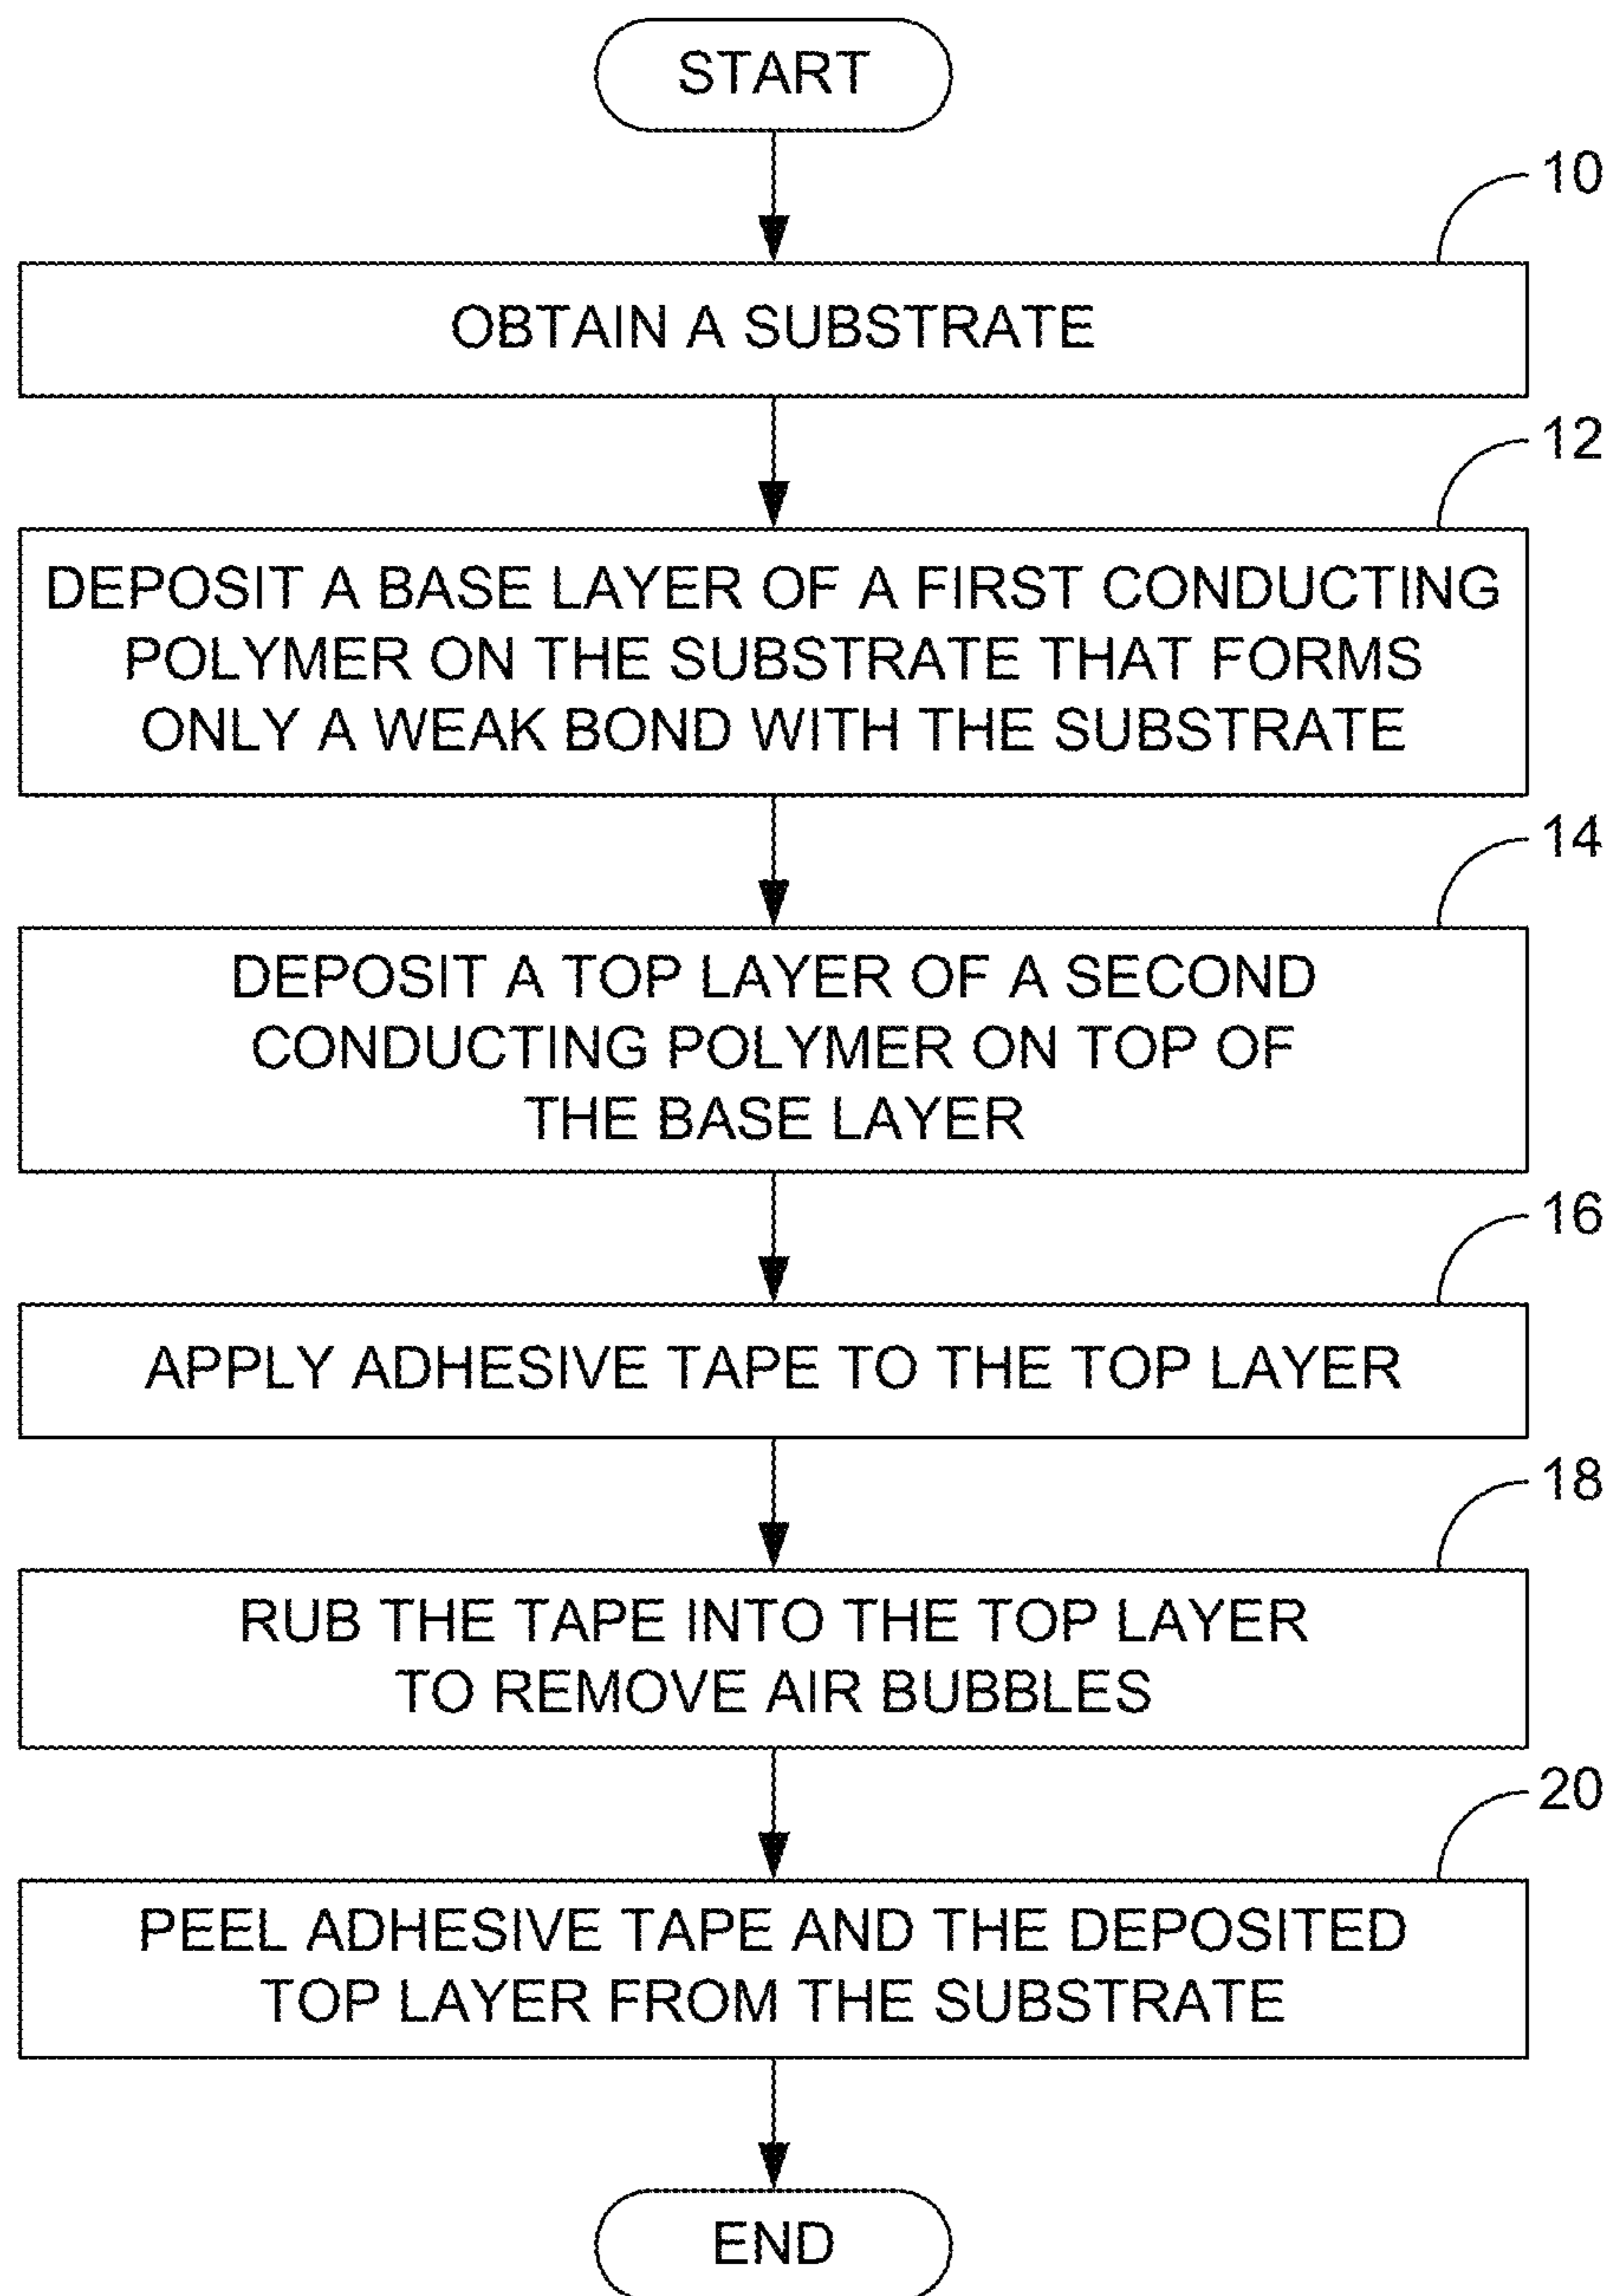 START
10
OBTAIN A SUBSTRATE
12
DEPOSIT A BASE LAYER OF A FIRST CONDUCTING
POLYMER ON THE SUBSTRATE THAT FORMS
ONLY A WEAK BOND WITH THE SUBSTRATE
14
DEPOSIT A TOP LAYER OF A SECOND
CONDUCTING POLYMER ON TOP OF
THE BASE LAYER
16
APPLY ADHESIVE TAPE TO THE TOP LAYER
18
RUB THE TAPE INTO THE TOP LAYER
TO REMOVE AIR BUBBLES
20
PEEL ADHESIVE TAPE AND THE DEPOSITED
TOP LAYER FROM THE SUBSTRATE
END